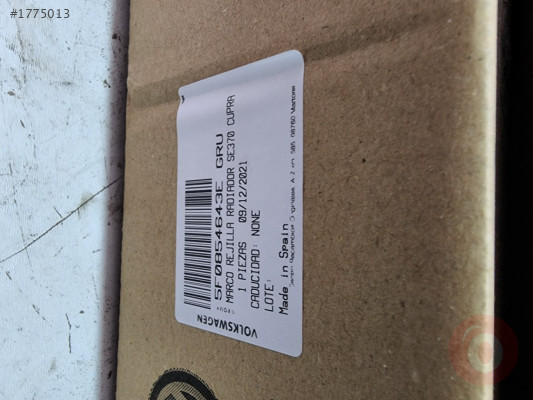 #1775013
VOLKSWAGEN
5F0854643E GRU
MARCO REJILLA RADIADOR SE370 CUPRA
1 PIEZAS 09/12/2021
CADUCIDAD: NONE
LOTE:
Made in Spain